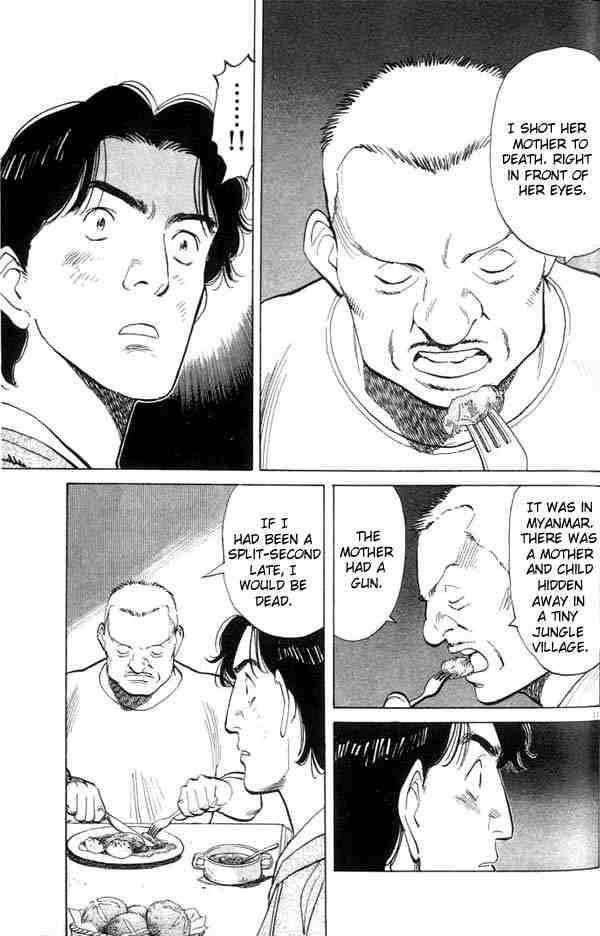 I SHOT HER
MOTHER TO
DEATH. RIGHT
IN FRONT OF
HER EYES.
......!!
IT WAS IN
MYANMAR.
THERE WAS
A MOTHER
AND CHILD
HIDDEN
AWAY IN
A TINY
JUNGLE
VILLAGE.
THE
MOTHER
HAD A
GUN.
IF I
HAD BEEN A
SPLIT-SECOND
LATE, I
WOULD BE
DEAD.